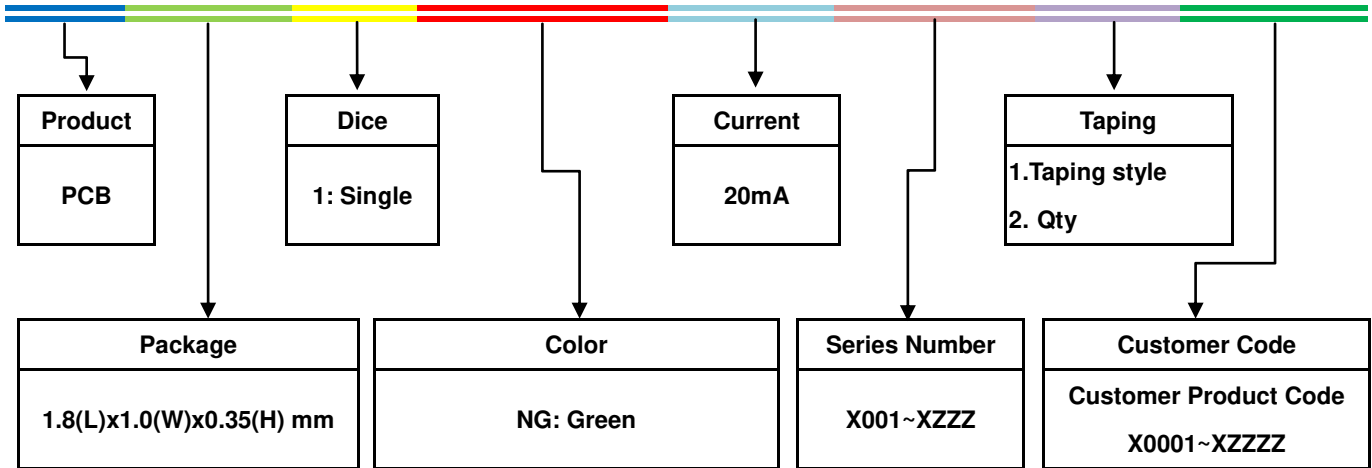 Product
PCB
Dice
1: Single
Current
20mA
Taping
1.Taping style
2. Qty
Package
1.8(L)x1.0(W)x0.35(H) mm
Color
NG: Green
Series Number
X001~XZZZ
Customer Code
Customer Product Code
X0001~XZZZZ